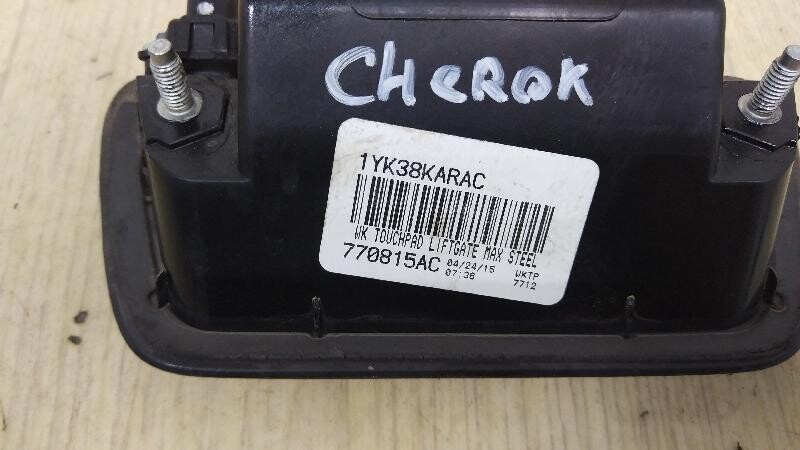 CHEROK
1YK38KARAC
WK TOUCHPAD LIFTGATE MAX STEEL
770815AC 04/24/15 WKTP
07:36 7712